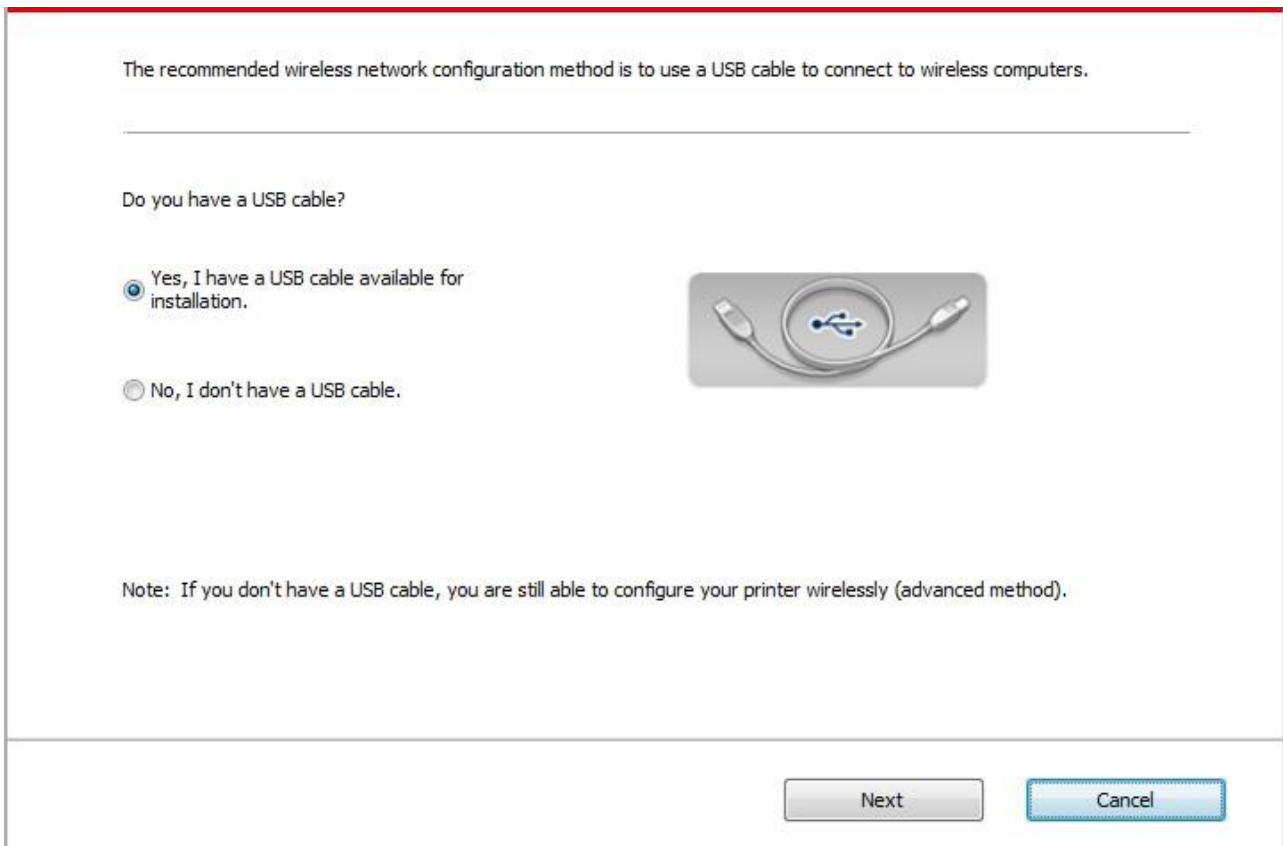 The recommended wireless network configuration method is to use a USB cable to connect to wireless computers.
Do you have a USB cable?
Yes, I have a USB cable available for
installation.
No, I don't have a USB cable.
Note: If you don't have a USB cable, you are still able to configure your printer wirelessly (advanced method).
Next
Cancel